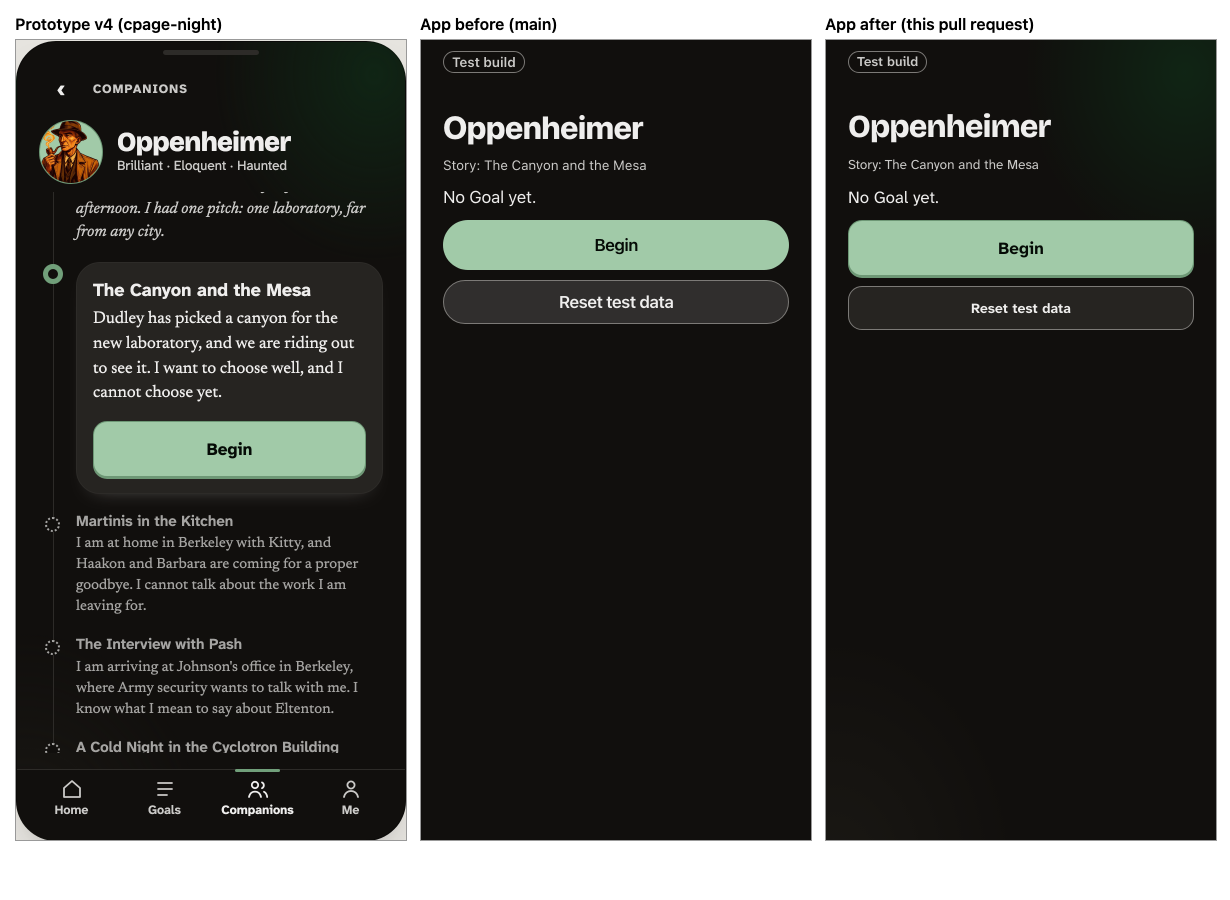 Prototype v4 (cpage-night)
COMPANIONS
Oppenheimer
Brilliant · Eloquent · Haunted
afternoon. I had one pitch: one laboratory, far
from any city.
The Canyon and the Mesa
Dudley has picked a canyon for the
new laboratory, and we are riding out
to see it. I want to choose well, and I
cannot choose yet.
Begin
Martinis in the Kitchen
I am at home in Berkeley with Kitty, and
Haakon and Barbara are coming for a proper
goodbye. I cannot talk about the work I am
leaving for.
The Interview with Pash
I am arriving at Johnson's office in Berkeley,
where Army security wants to talk with me. I
know what I mean to say about Eltenton.
A Cold Night in the Cyclotron Building
Home
Goals
Companions
Me
App before (main)
Test build
Oppenheimer
Story: The Canyon and the Mesa
No Goal yet.
Begin
Reset test data
App after (this pull request)
Test build
Oppenheimer
Story: The Canyon and the Mesa
No Goal yet.
Begin
Reset test data